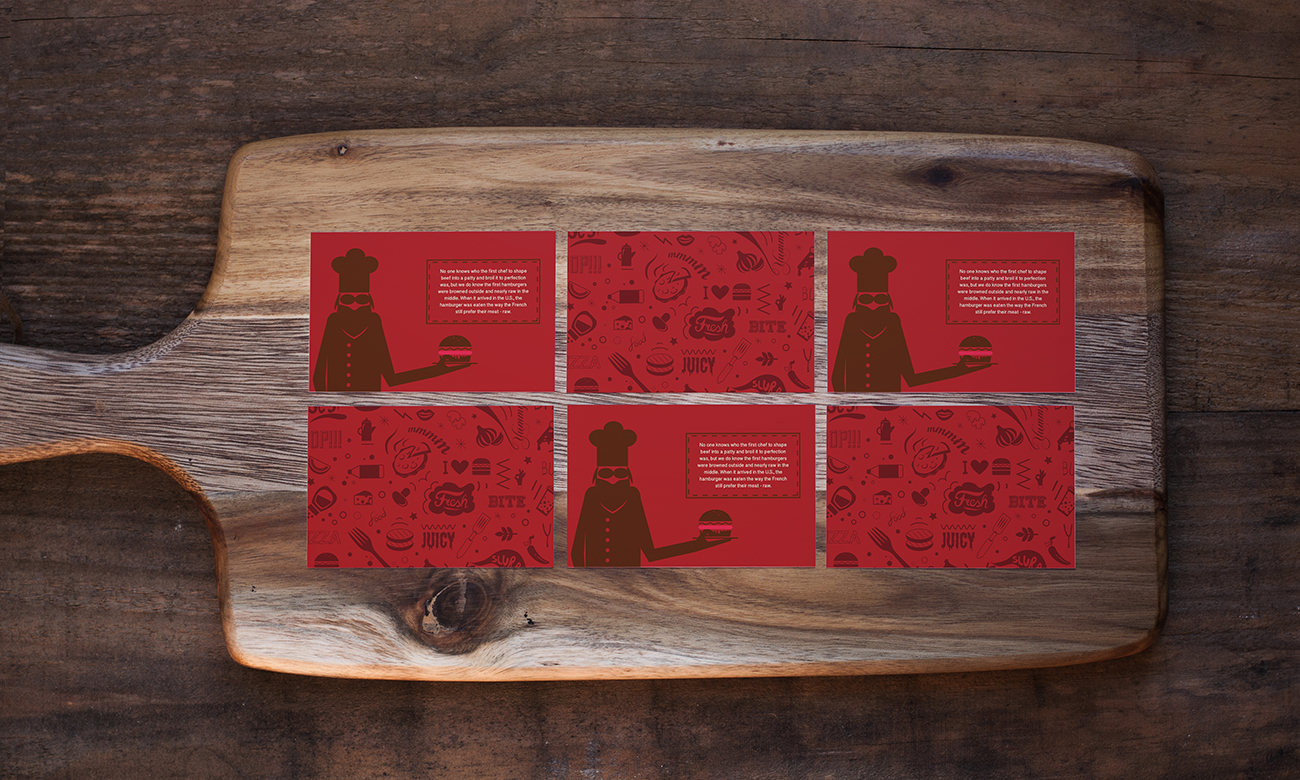 No one knows who the first chef to shape
beef into a patty and broil it to perfection
was, but we do know the first hamburgers
were browned outside and nearly raw in the
middle. When it arrived in the U.S., the
hamburger was eaten the way the French
still prefer their meat - raw.
mmmm
OP!!!
I
Fresh
BITE
food
ZZA
JUICY
SLURP
No one knows who the first chef to shape
beef into a patty and broil it to perfection
was, but we do know the first hamburgers
were browned outside and nearly raw in the
middle. When it arrived in the U.S., the
hamburger was eaten the way the French
still prefer their meat - raw.
mmmm
OP!!!
I
Fresh
BITE
food
ZZA
JUICY
SLURP
No one knows who the first chef to shape
beef into a patty and broil it to perfection
was, but we do know the first hamburgers
were browned outside and nearly raw in the
middle. When it arrived in the U.S., the
hamburger was eaten the way the French
still prefer their meat - raw.
mmmm
OP!!!
I
Fresh
BITE
food
ZZA
JUICY
SLURP